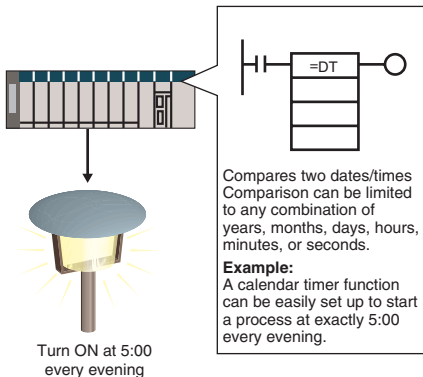 =DT
Compares two dates/times
Comparison can be limited
to any combination of
years, months, days, hours,
minutes, or seconds.
Example:
A calendar timer function
can be easily set up to start
a process at exactly 5:00
every evening.
Turn ON at 5:00
every evening